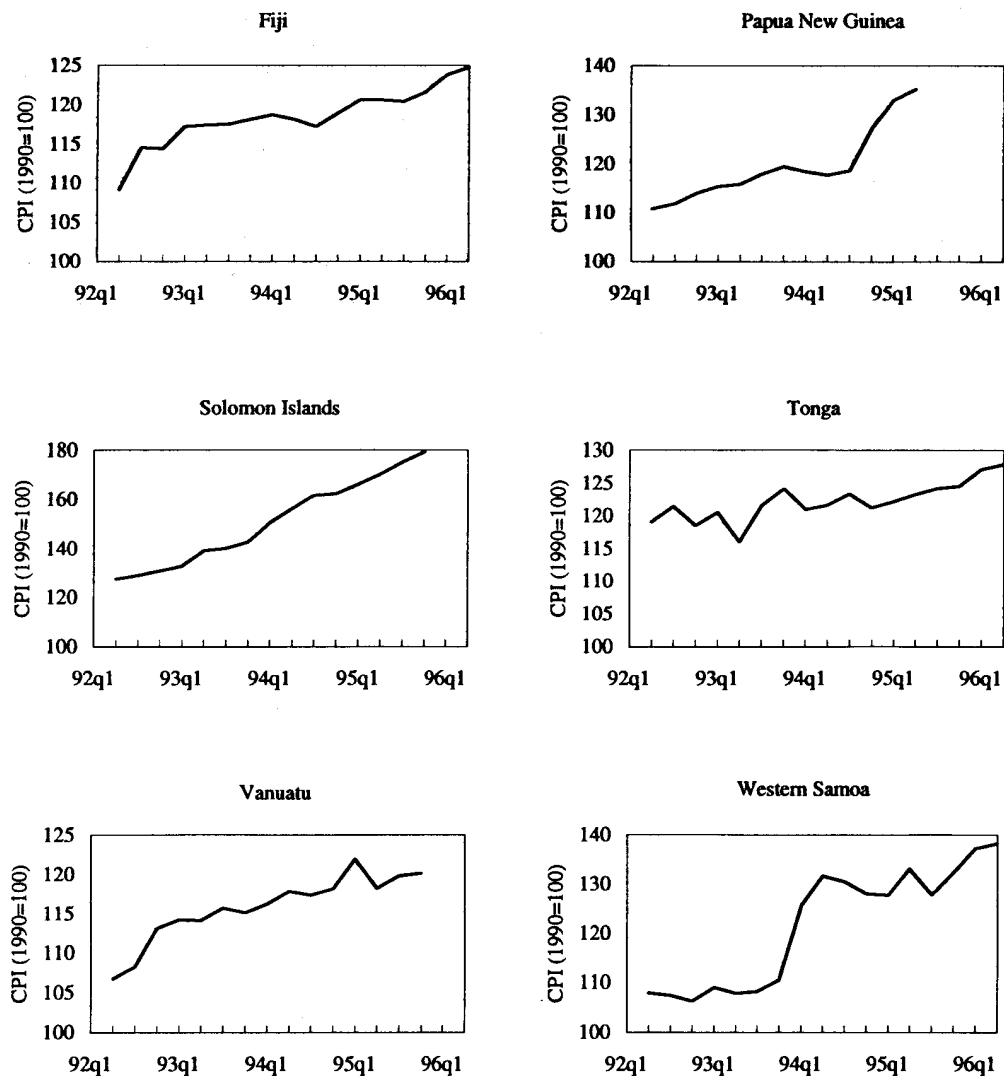 Fiji
CPI (1990=100)
125
120
115
110
105
100
92q1 93q1 94q1 95q1 96q1
Papua New Guinea
CPI (1990=100)
140
130
120
110
100
92q1 93q1 94q1 95q1 96q1
Solomon Islands
CPI (1990=100)
180
160
140
120
100
92q1 93q1 94q1 95q1 96q1
Tonga
CPI (1990=100)
130
125
120
115
110
105
100
92q1 93q1 94q1 95q1 96q1
Vanuatu
CPI (1990=100)
125
120
115
110
105
100
92q1 93q1 94q1 95q1 96q1
Western Samoa
CPI (1990=100)
140
130
120
110
100
92q1 93q1 94q1 95q1 96q1